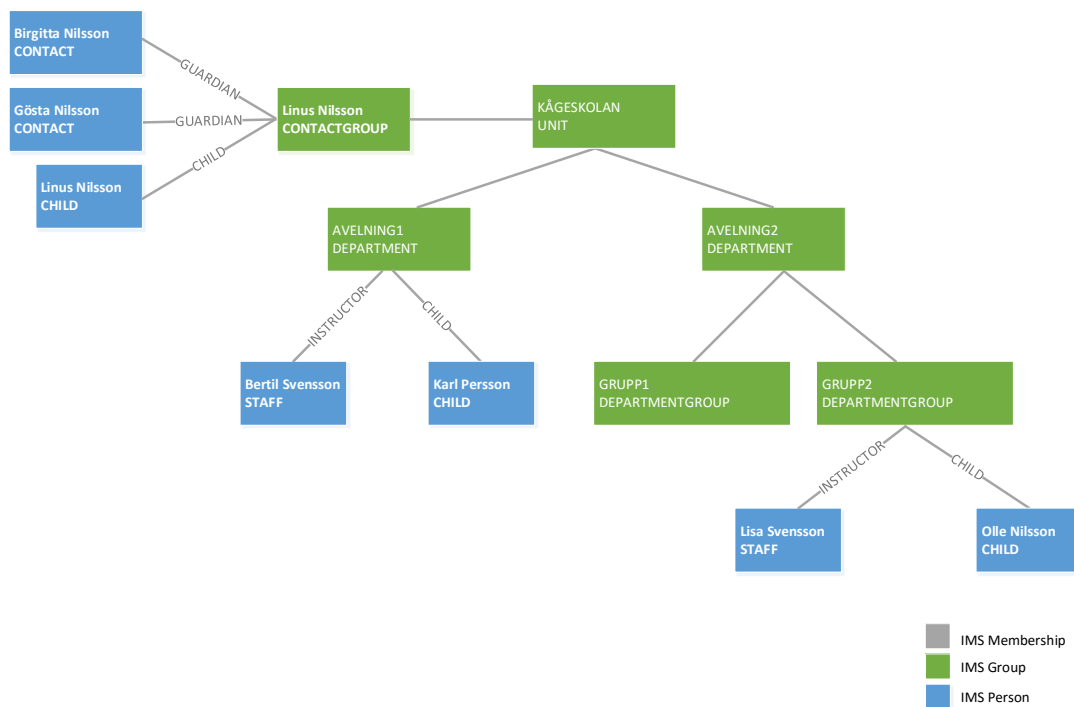 Birgitta Nilsson
CONTACT
GUARDIAN
Gösta Nilsson
CONTACT
GUARDIAN
Linus Nilsson
CONTACTGROUP
KÅGESKOLAN
UNIT
CHILD
Linus Nilsson
CHILD
AVELNING1
DEPARTMENT
AVELNING2
DEPARTMENT
INSTRUCTOR
CHILD
Bertil Svensson
STAFF
Karl Persson
CHILD
GRUPP1
DEPARTMENTGROUP
GRUPP2
DEPARTMENTGROUP
INSTRUCTOR
CHILD
Lisa Svensson
STAFF
Olle Nilsson
CHILD
IMS Membership
IMS Group
IMS Person